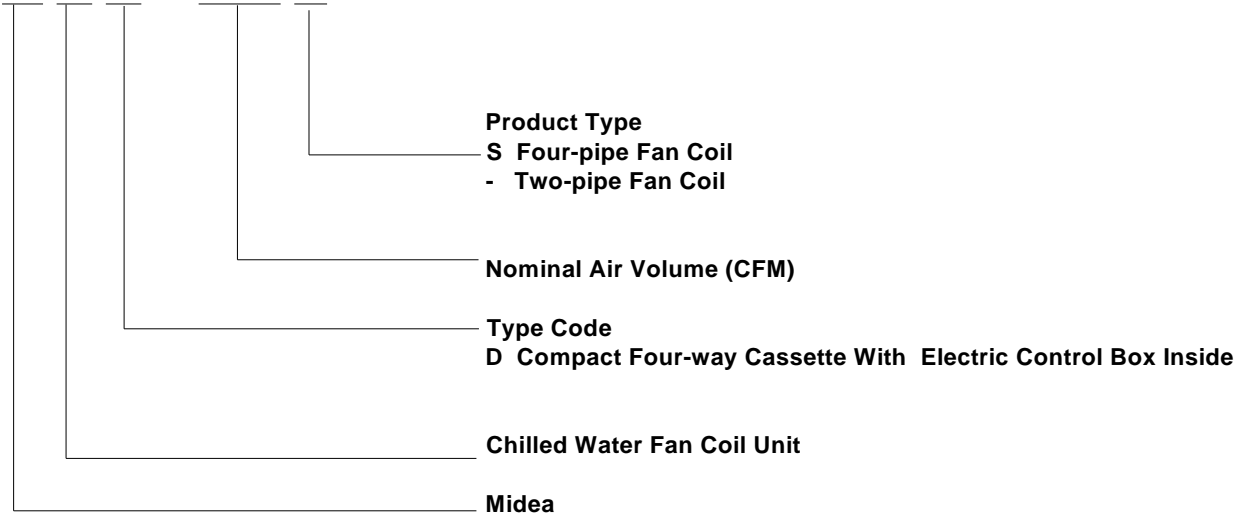 Product Type
S Four-pipe Fan Coil
- Two-pipe Fan Coil
Nominal Air Volume (CFM)
Type Code
D Compact Four-way Cassette With Electric Control Box Inside
Chilled Water Fan Coil Unit
Midea